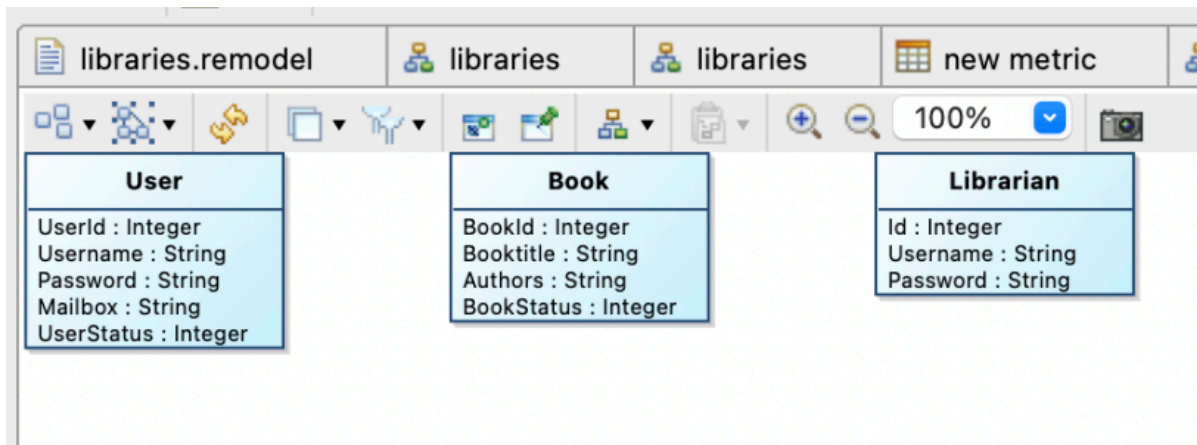 libraries.remodel
libraries
libraries
new metric
100%
User
UserId : Integer
Username : String
Password : String
Mailbox : String
UserStatus : Integer
Book
BookId : Integer
Booktitle : String
Authors : String
BookStatus : Integer
Librarian
Id : Integer
Username : String
Password : String